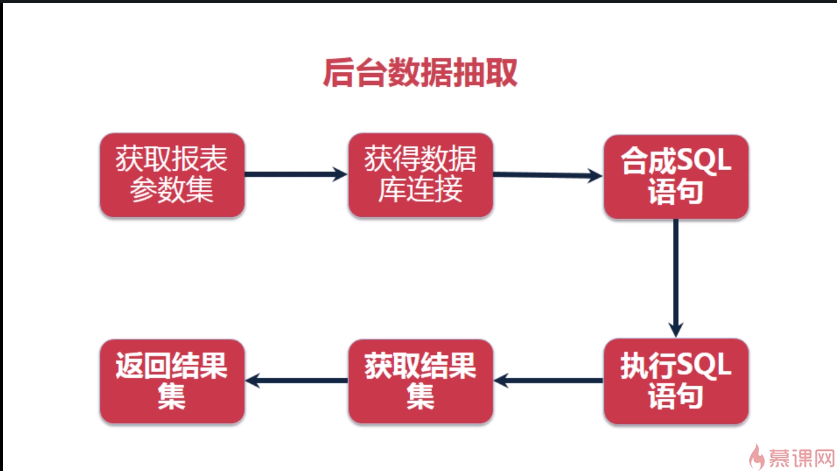 后台数据抽取
获取报表
参数集
获得数据
库连接
合成SQL
语句
执行SQL
语句
获取结果
集
返回结果
集
慕课网